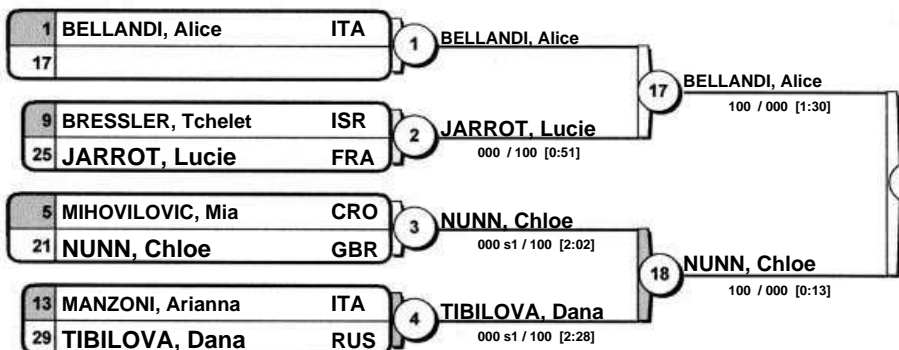 1 BELLANDI, Alice ITA
17
1 BELLANDI, Alice
17 BELLANDI, Alice
100 / 000 [1:30]
9 BRESSLER, Tchelet ISR
25 JARROT, Lucie FRA
2 JARROT, Lucie
000 / 100 [0:51]
5 MIHOVILOVIC, Mia CRO
21 NUNN, Chloe GBR
3 NUNN, Chloe
000 s1 / 100 [2:02]
18 NUNN, Chloe
100 / 000 [0:13]
13 MANZONI, Arianna ITA
29 TIBILOVA, Dana RUS
4 TIBILOVA, Dana
000 s1 / 100 [2:28]